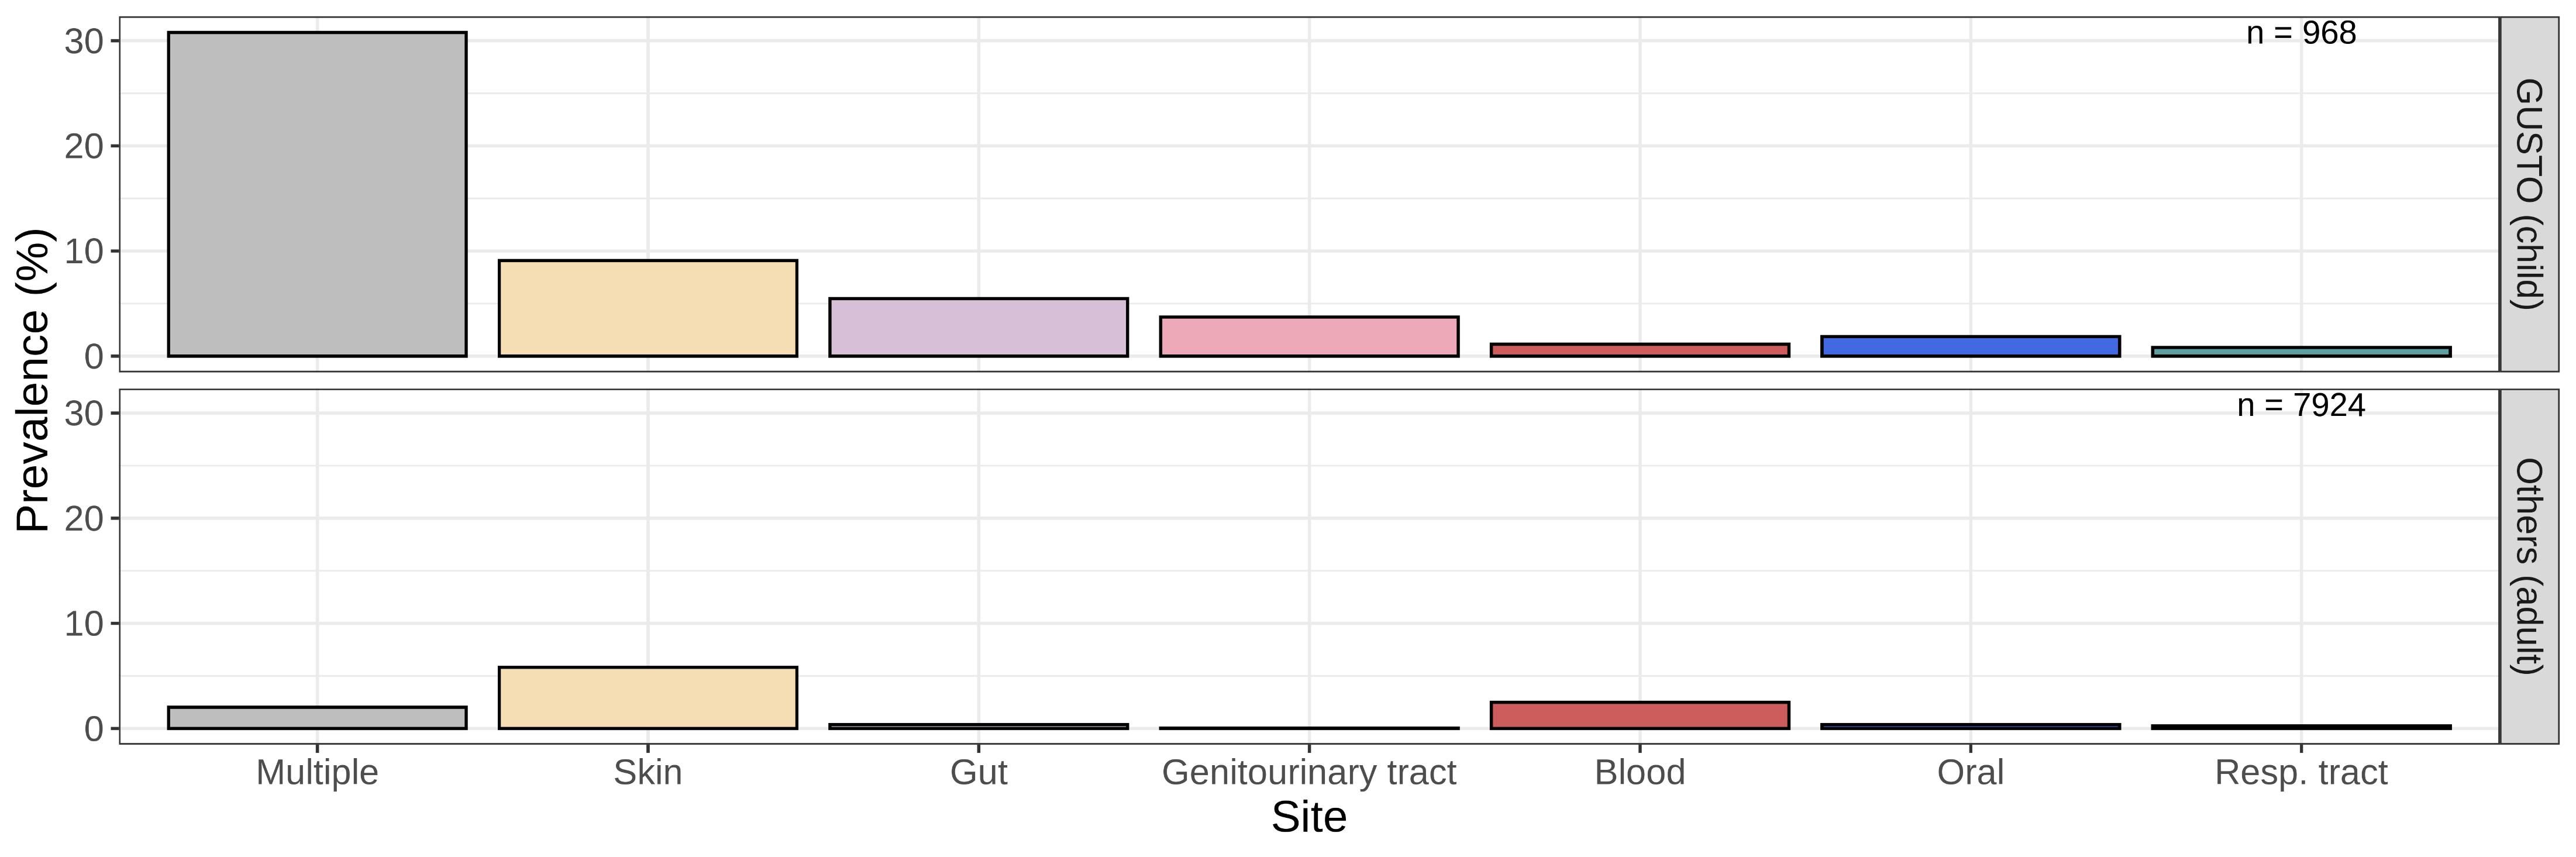 Prevalence (%)
30
20
10
0
n = 968
GUSTO (child)
30
20
10
0
n = 7924
Others (adult)
Multiple
Skin
Gut
Genitourinary tract
Blood
Oral
Resp. tract
Site